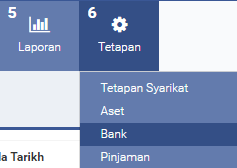 5 6
Laporan Tetapan
Tetapan Syarikat
Aset
Bank
Tarikh Pinjaman